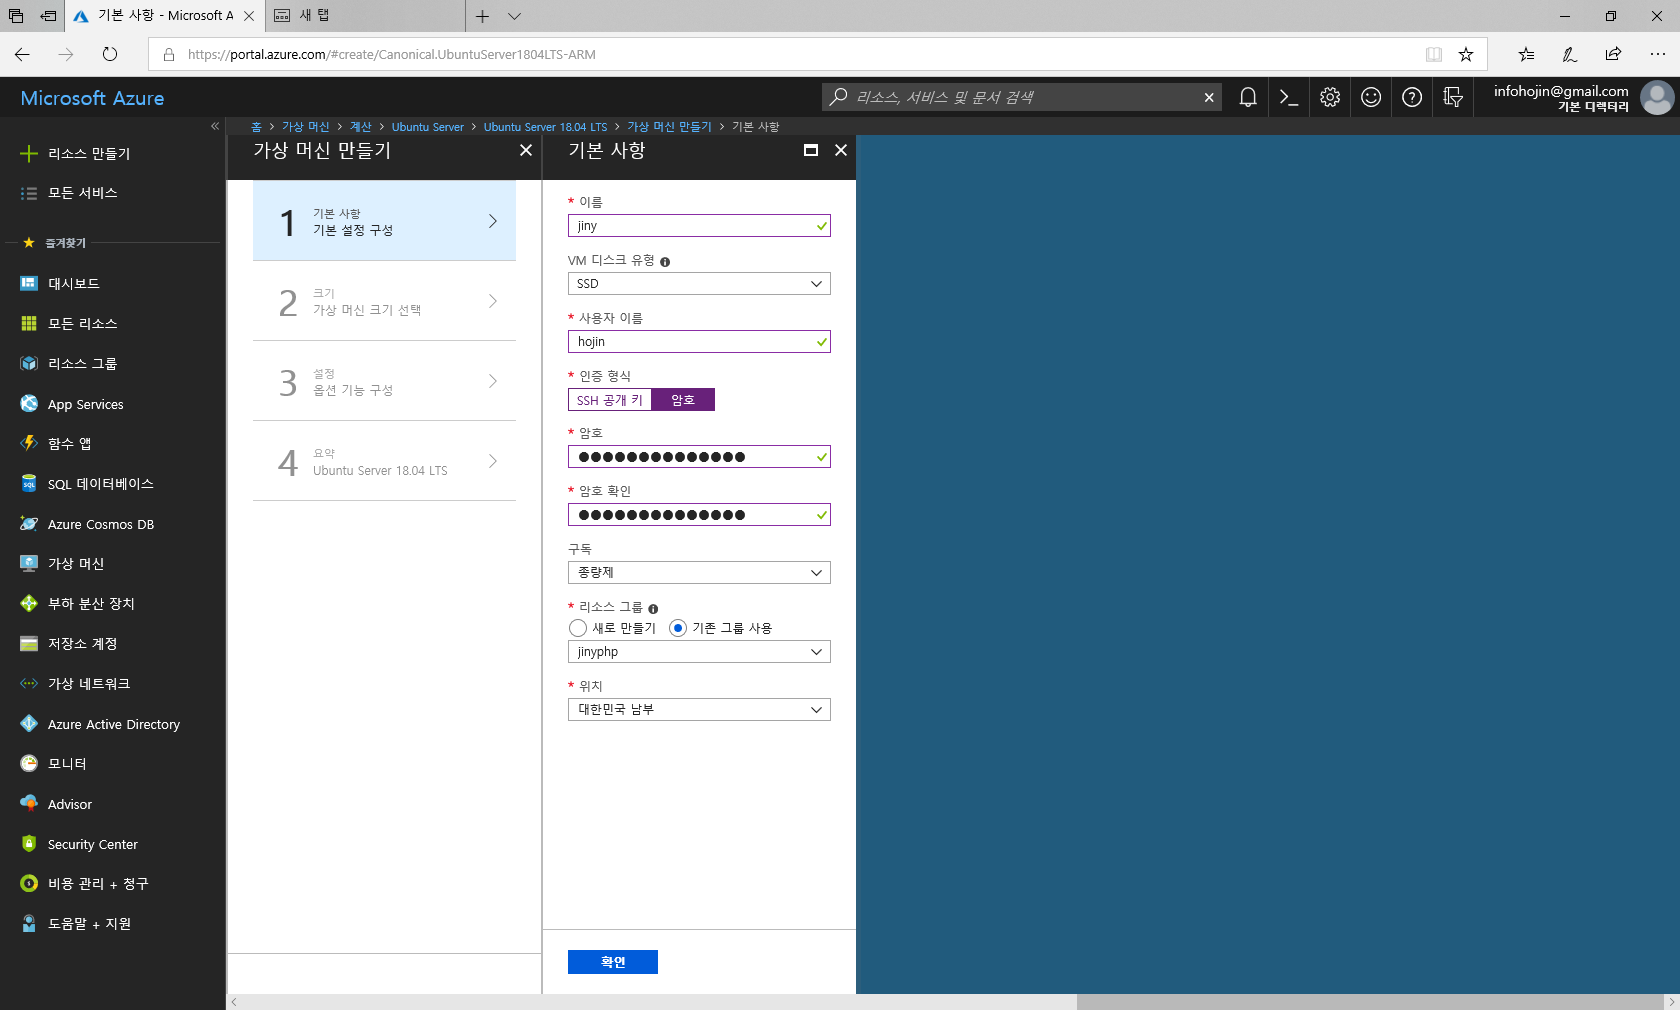 기본 사항 - Microsoft A
새 탭
https://portal.azure.com/#create/Canonical.UbuntuServer1804LTS-ARM
Microsoft Azure
리소스, 서비스 및 문서 검색
infohojin@gmail.com
기본 디렉터리
홈 > 가상 머신 > 계산 > Ubuntu Server > Ubuntu Server 18.04 LTS > 가상 머신 만들기 > 기본 사항
리소스 만들기
모든 서비스
즐겨찾기
대시보드
모든 리소스
리소스 그룹
App Services
함수 앱
SQL 데이터베이스
Azure Cosmos DB
가상 머신
부하 분산 장치
저장소 계정
가상 네트워크
Azure Active Directory
모니터
Advisor
Security Center
비용 관리 + 청구
도움말 + 지원
가상 머신 만들기
1
기본 사항
기본 설정 구성
2
크기
가상 머신 크기 선택
3
설정
옵션 기능 구성
4
요약
Ubuntu Server 18.04 LTS
기본 사항
* 이름
jiny
VM 디스크 유형
SSD
* 사용자 이름
hojin
* 인증 형식
SSH 공개 키 암호
* 암호
●●●●●●●●●●●●●●
* 암호 확인
●●●●●●●●●●●●●●
구독
종량제
* 리소스 그룹
새로 만들기 기존 그룹 사용
jinyphp
* 위치
대한민국 남부
확인